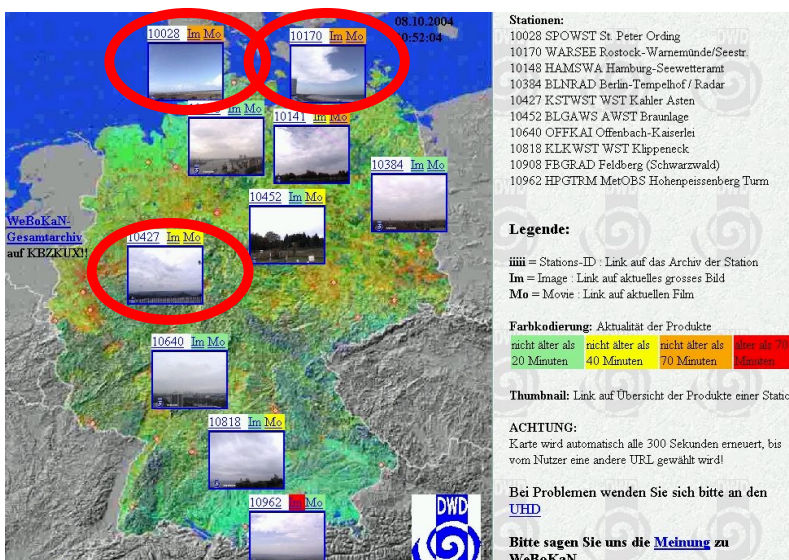 08.10.2004
10028 Im Mo
10170 Im Mo
10141 Im Mo
10384 Im Mo
10452 Im Mo
WeBoKaN-
Gesamtarchiv
auf KBZKUX!!
10427 Im Mo
10640 Im Mo
10818 Im Mo
10962 Im Mo
DWD
Stationen:
10028 SPOWST St. Peter Ording
10170 WARSEE Rostock-Warnemünde/Seestr.
10148 HAMSWA Hamburg-Seewetteramt
10384 BLNRAD Berlin-Tempelhof / Radar
10427 KSTWST WST Kahler Asten
10452 BLGAWS AWST Braunlage
10640 OFFKAI Offenbach-Kaiserlei
10818 KLKWST WST Klippeneck
10908 FBGRAD Feldberg (Schwarzwald)
10962 HPGTRM MetOBS Hohenpeissenberg Turm
Legende:
iiiii = Stations-ID : Link auf das Archiv der Station
Im = Image : Link auf aktuelles grosses Bild
Mo = Movie : Link auf aktuellen Film
Farbkodierung: Aktualität der Produkte
nicht älter als nicht älter als nicht älter als älter als 70
20 Minuten 40 Minuten 70 Minuten Minuten
Thumbnail: Link auf Übersicht der Produkte einer Static
ACHTUNG:
Karte wird automatisch alle 300 Sekunden erneuert, bis
vom Nutzer eine andere URL gewählt wird!
Bei Problemen wenden Sie sich bitte an den
UHD
Bitte sagen Sie uns die Meinung zu
WeBoKaN